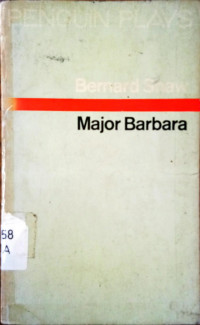 PENGUIN PLAYS
Bernard Shaw
Major Barbara
58
A